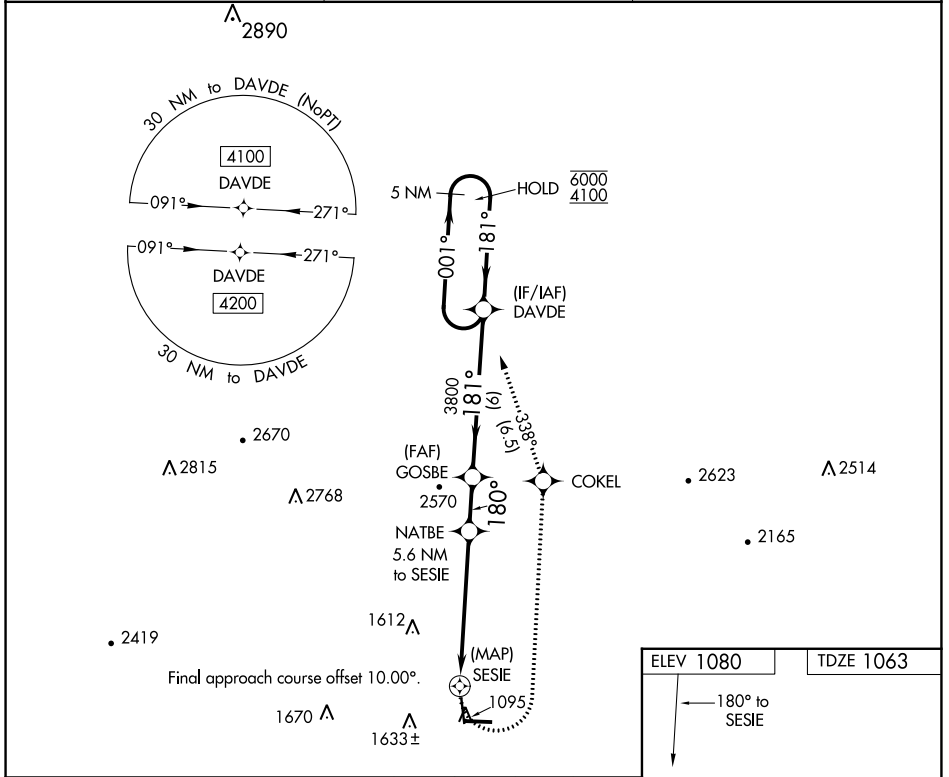 2890
30 NM to DAVDE (NoPT)
4100
DAVDE
091°
271°
091°
271°
DAVDE
4200
30 NM to DAVDE
5 NM
HOLD
6000
4100
001°
181°
(IF/IAF)
DAVDE
3800
181°
(6)
338°
(6.5)
2670
2815
2768
(FAF)
GOSBE
2570
180°
COKEL
2623
2514
NATBE
5.6 NM
to SESIE
2165
1612
2419
(MAP)
SESIE
Final approach course offset 10.00°.
1670
1095
1633±
ELEV 1080
TDZE 1063
180° to
SESIE